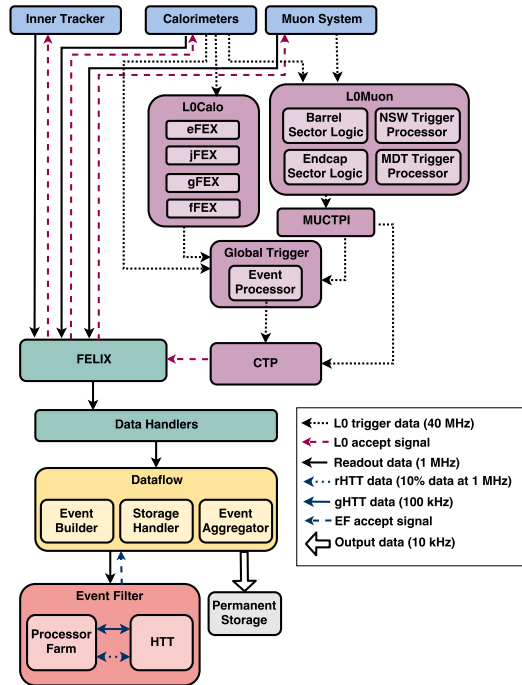 Inner Tracker
Calorimeters
Muon System
L0Calo
eFEX
jFEX
gFEX
fFEX
L0Muon
Barrel
Sector Logic
NSW Trigger
Processor
Endcap
Sector Logic
MDT Trigger
Processor
MUCTPI
Global Trigger
Event
Processor
FELIX
CTP
Data Handlers
Dataflow
Event
Builder
Storage
Handler
Event
Aggregator
Event Filter
Processor
Farm
HTT
Permanent
Storage
L0 trigger data (40 MHz)
L0 accept signal
Readout data (1 MHz)
rHTT data (10% data at 1 MHz)
gHTT data (100 kHz)
EF accept signal
Output data (10 kHz)